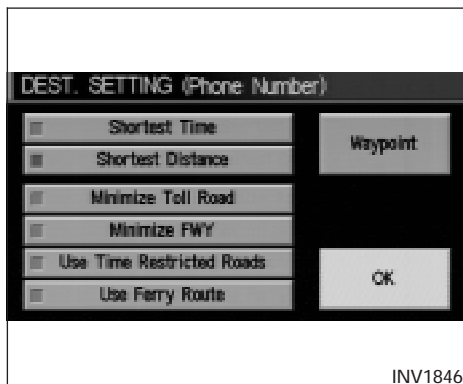 DEST. SETTING (Phone Number)
Shortest Time
Shortest Distance
Minimize Toll Road
Minimize FWY
Use Time Restricted Roads
Use Ferry Route
Waypoint
OK
INV1846